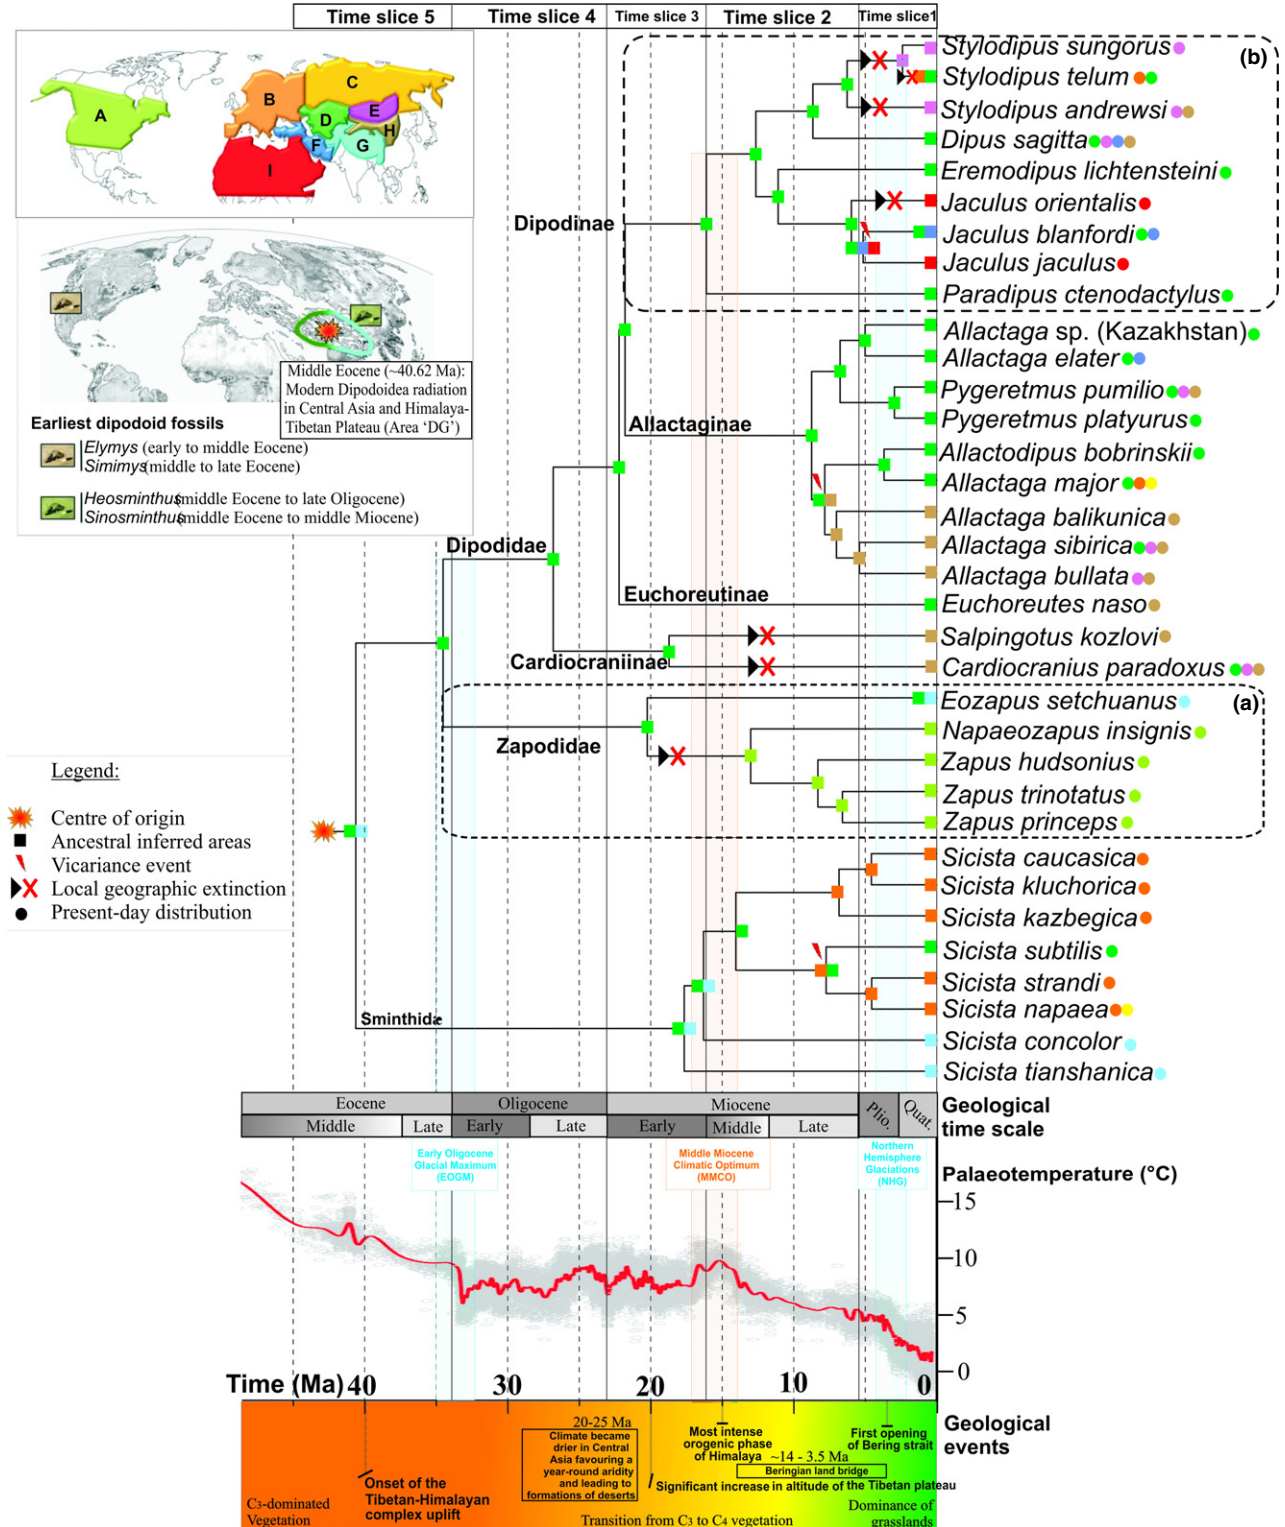 Time slice 5
Time slice 4
Time slice 3
Time slice 2
Time slice1
A
B
C
D
E
F
G
H
I
Middle Eocene (~40.62 Ma):
Modern Dipodoidea radiation
in Central Asia and Himalaya-
Tibetan Plateau (Area ‘DG’)
Earliest dipodoid fossils
Elymys (early to middle Eocene)
Simimys(middle to late Eocene)
Heosminthus(middle Eocene to late Oligocene)
Sinosminthus(middle Eocene to middle Miocene)
(b)
Stylodipus sungorus
Stylodipus telum
Stylodipus andrewsi
Dipus sagitta
Eremodipus lichtensteini
Jaculus orientalis
Jaculus blanfordi
Jaculus jaculus
Paradipus ctenodactylus
Allactaga sp. (Kazakhstan)
Allactaga elater
Pygeretmus pumilio
Pygeretmus platyurus
Allactodipus bobrinskii
Allactaga major
Allactaga balikunica
Allactaga sibirica
Allactaga bullata
Euchoreutes naso
Salpingotus kozlovi
Cardiocranius paradoxus
(a)
Eozapus setchuanus
Napaeozapus insignis
Zapus hudsonius
Zapus trinotatus
Zapus princeps
Sicista caucasica
Sicista kluchorica
Sicista kazbegica
Sicista subtilis
Sicista strandi
Sicista napaea
Sicista concolor
Sicista tianshanica
Dipodinae
Allactaginae
Dipodidae
Euchoreutinae
Cardiocraniinae
Zapodidae
Sminthidae
Legend:
Centre of origin
Ancestral inferred areas
Vicariance event
Local geographic extinction
Present-day distribution
Eocene
Oligocene
Miocene
Plio.
Quat.
Middle
Late
Early
Late
Early
Middle
Late
Geological
time scale
Early Oligocene
Glacial Maximum
(EOGM)
Middle Miocene
Climatic Optimum
(MMCO)
Northern
Hemisphere
Glaciations
(NHG)
Palaeotemperature (°C)
15
10
5
0
Time (Ma) 40
30
20
10
0
Geological
events
20-25 Ma
Climate became
drier in Central
Asia favouring a
year-round aridity
and leading to
formations of deserts
Most intense
orogenic phase
of Himalaya
~14 - 3.5 Ma
Beringian land bridge
First opening
of Bering strait
Onset of the
Tibetan-Himalayan
complex uplift
Significant increase in altitude of the Tibetan plateau
C3-dominated
Vegetation
Transition from C3 to C4 vegetation
Dominance of
grasslands